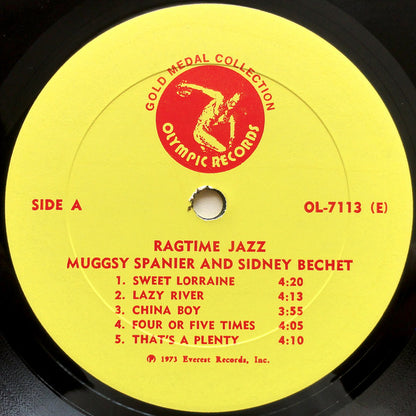 GOLD MEDAL COLLECTION
OLYMPIC RECORDS
SIDE A
OL-7113 (E)
RAGTIME JAZZ
MUGGSY SPANIER AND SIDNEY BECHET
1. SWEET LORRAINE 4:20
2. LAZY RIVER 4:13
3. CHINA BOY 3:55
4. FOUR OR FIVE TIMES 4:05
5. THAT'S A PLENTY 4:10
℗ 1973 Everest Records, Inc.